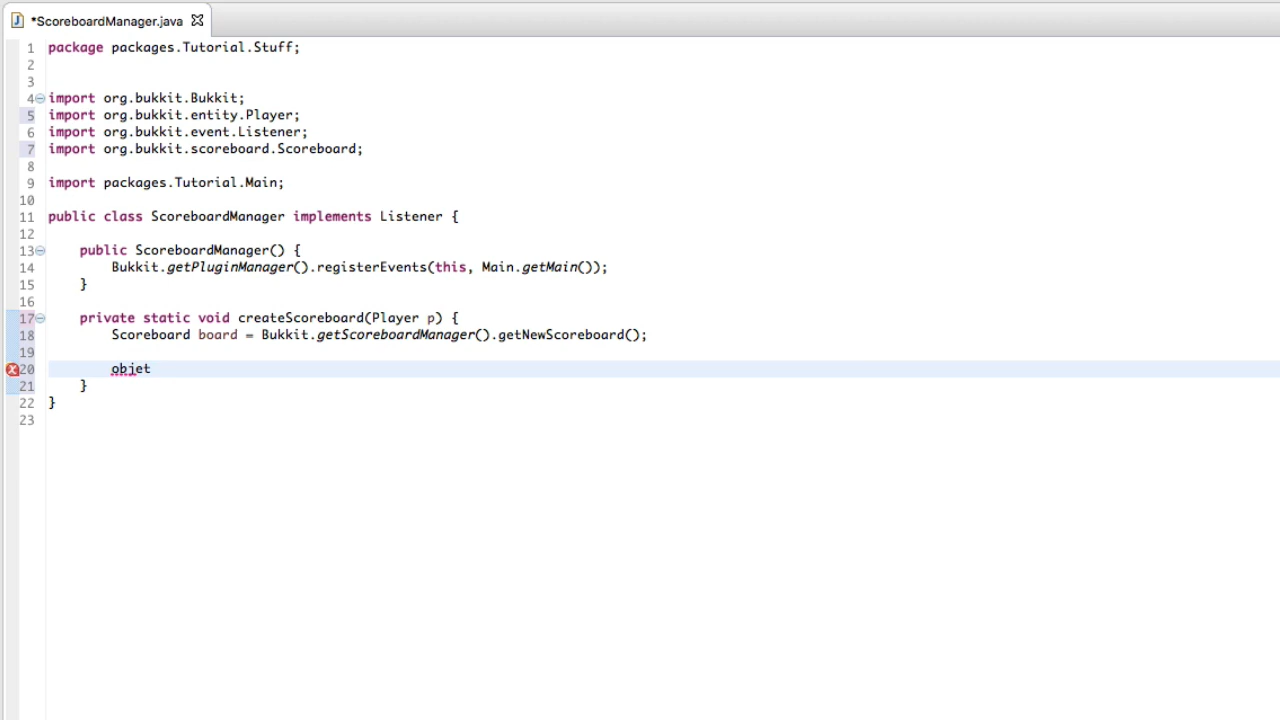 *ScoreboardManager.java
1 package packages.Tutorial.Stuff;
2
3
4 import org.bukkit.Bukkit;
5 import org.bukkit.entity.Player;
6 import org.bukkit.event.Listener;
7 import org.bukkit.scoreboard.Scoreboard;
8
9 import packages.Tutorial.Main;
10
11 public class ScoreboardManager implements Listener {
12
13     public ScoreboardManager() {
14         Bukkit.getPluginManager().registerEvents(this, Main.getMain());
15     }
16
17     private static void createScoreboard(Player p) {
18         Scoreboard board = Bukkit.getScoreboardManager().getNewScoreboard();
19
20         objet
21     }
22 }
23